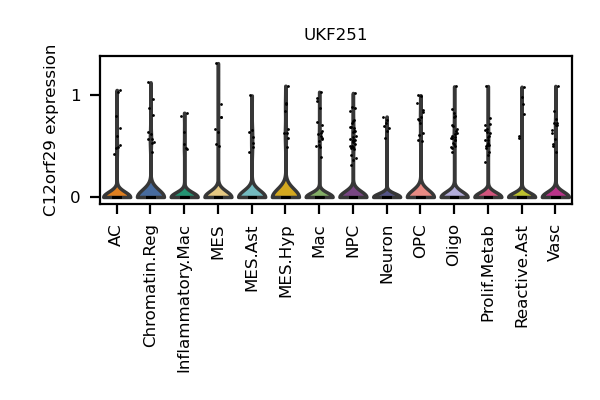 UKF251
C12orf29 expression
1
0
AC
Chromatin.Reg
Inflammatory.Mac
MES
MES.Ast
MES.Hyp
Mac
NPC
Neuron
OPC
Oligo
Prolif.Metab
Reactive.Ast
Vasc